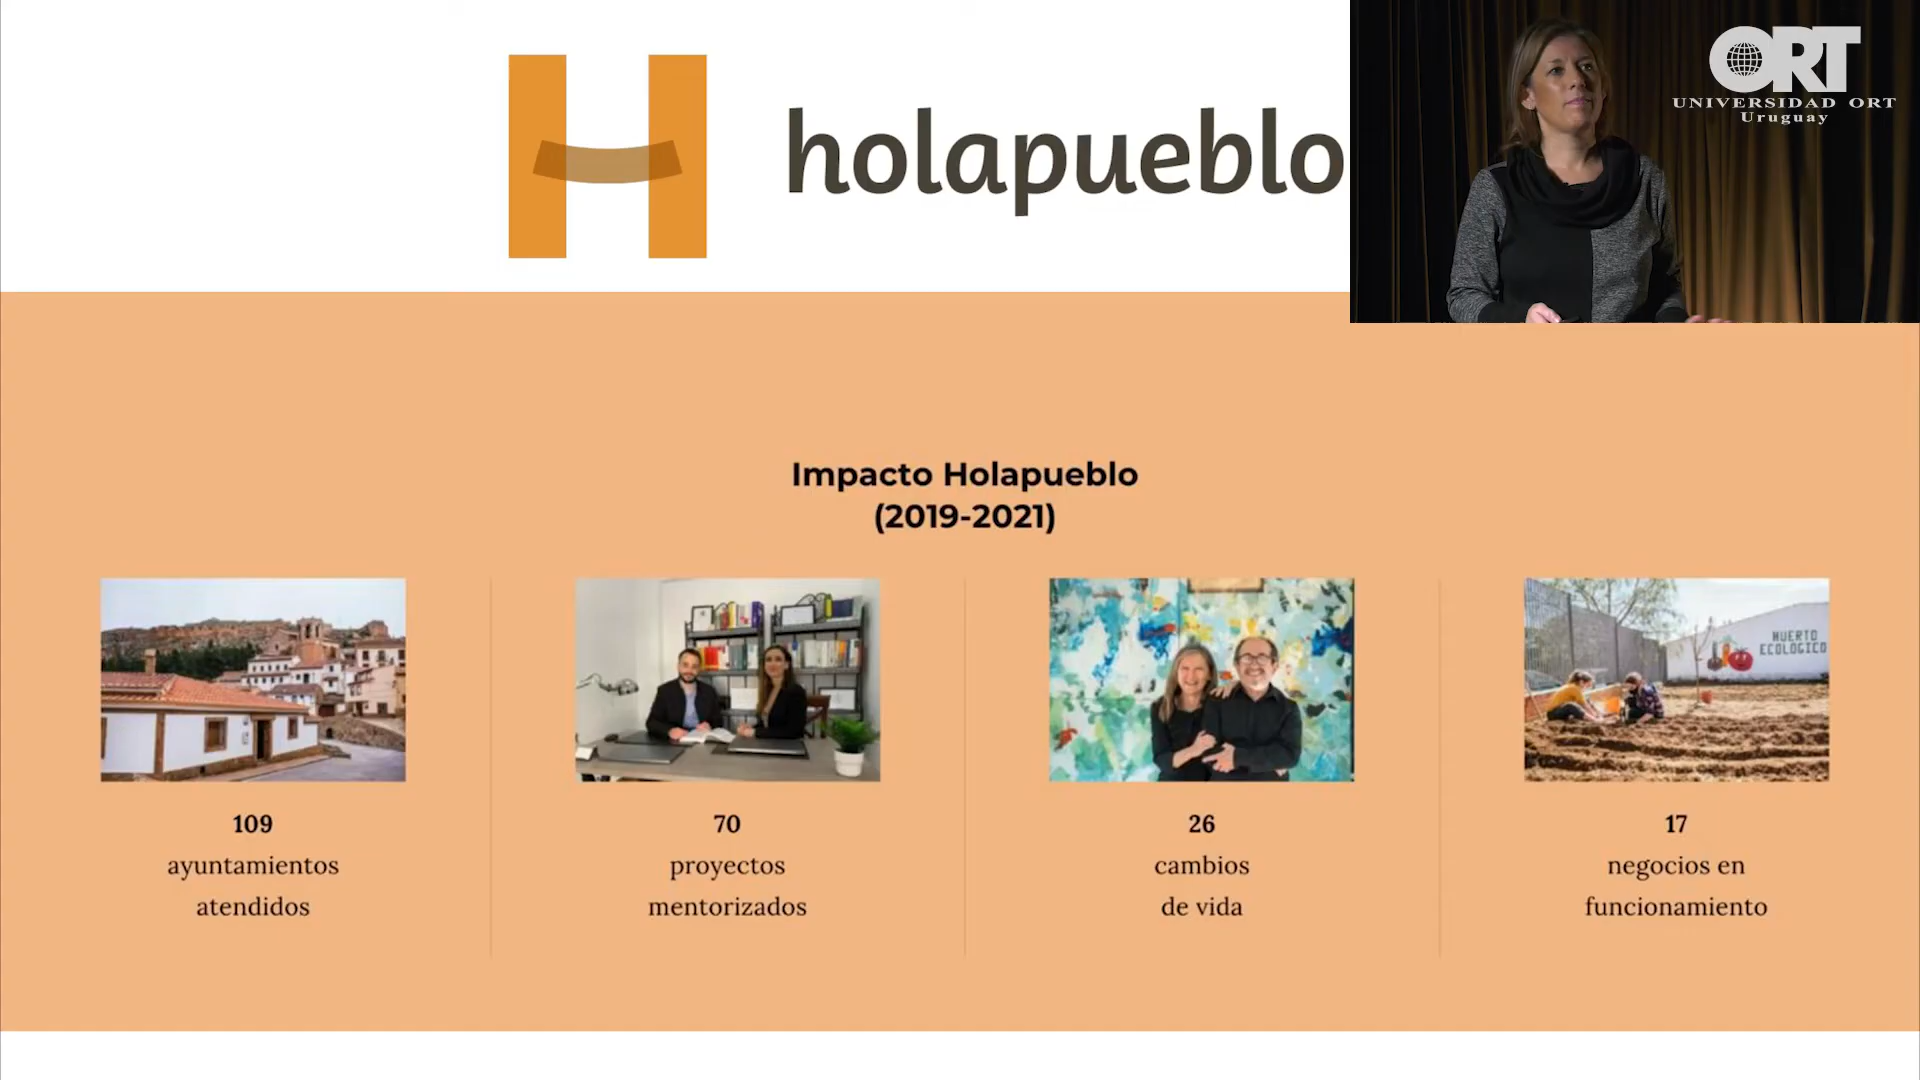 holapueblo
ORT
UNIVERSIDAD ORT
Uruguay
Impacto Holapueblo
(2019-2021)
HUERTO
ECOLÓGICO
109
ayuntamientos
atendidos
70
proyectos
mentorizados
26
cambios
de vida
17
negocios en
funcionamiento